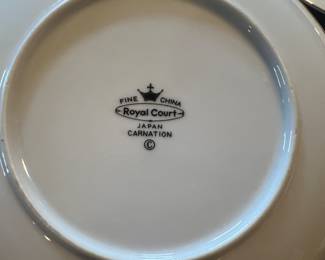 FINE CHINA
Royal Court
JAPAN
CARNATION
©